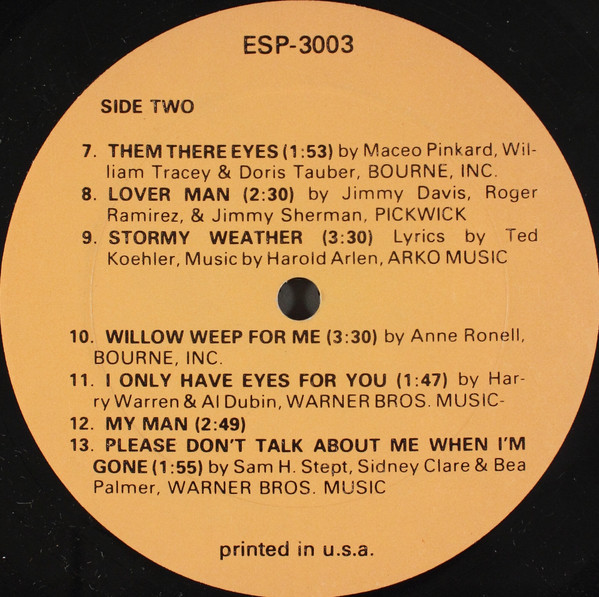 ESP-3003
SIDE TWO
7. THEM THERE EYES (1:53) by Maceo Pinkard, Wil-
liam Tracey & Doris Tauber, BOURNE, INC.
8. LOVER MAN (2:30) by Jimmy Davis, Roger
Ramirez, & Jimmy Sherman, PICKWICK
9. STORMY WEATHER (3:30) Lyrics by Ted
Koehler, Music by Harold Arlen, ARKO MUSIC
10. WILLOW WEEP FOR ME (3:30) by Anne Ronell,
BOURNE, INC.
11. I ONLY HAVE EYES FOR YOU (1:47) by Har-
ry Warren & Al Dubin, WARNER BROS. MUSIC-
12. MY MAN (2:49)
13. PLEASE DON'T TALK ABOUT ME WHEN I'M
GONE (1:55) by Sam H. Stept, Sidney Clare & Bea
Palmer, WARNER BROS. MUSIC
printed in u.s.a.